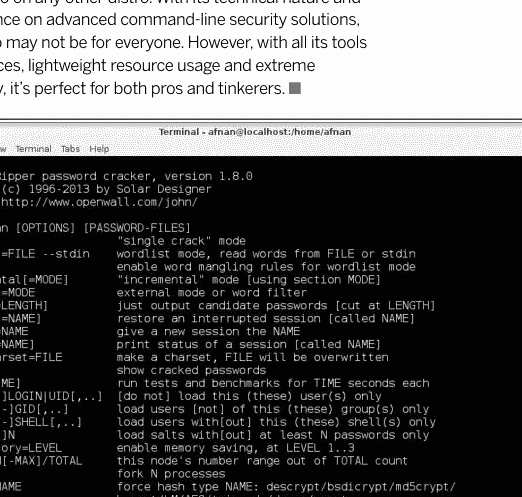 o on any other distro. With its technical nature and
nce on advanced command-line security solutions,
o may not be for everyone. However, with all its tools
ces, lightweight resource usage and extreme
y, it's perfect for both pros and tinkerers. ■
Terminal - afnan@localhost:/home/afnan
w Terminal Tabs Help
Ripper password cracker, version 1.8.0
(c) 1996-2013 by Solar Designer
http://www.openwall.com/john/
n [OPTIONS] [PASSWORD-FILES]
"single crack" mode
=FILE --stdin wordlist mode, read words from FILE or stdin
enable word mangling rules for wordlist mode
ntal[=MODE] "incremental" mode [using section MODE]
=MODE external mode or word filter
=LENGTH] just output candidate passwords [cut at LENGTH]
=NAME] restore an interrupted session [called NAME]
=NAME give a new session the NAME
=NAME] print status of a session [called NAME]
arset=FILE make a charset, FILE will be overwritten
show cracked passwords
ME] run tests and benchmarks for TIME seconds each
]LOGIN|UID[,..] [do not] load this (these) user(s) only
-]GID[,..] load users [not] of this (these) group(s) only
-]SHELL[,..] load users with[out] this (these) shell(s) only
]N load salts with[out] at least N passwords only
ory=LEVEL enable memory saving, at LEVEL 1..3
N[-MAX]/TOTAL this node's number range out of TOTAL count
fork N processes
NAME force hash type NAME: descrypt/bsdicrypt/md5crypt/